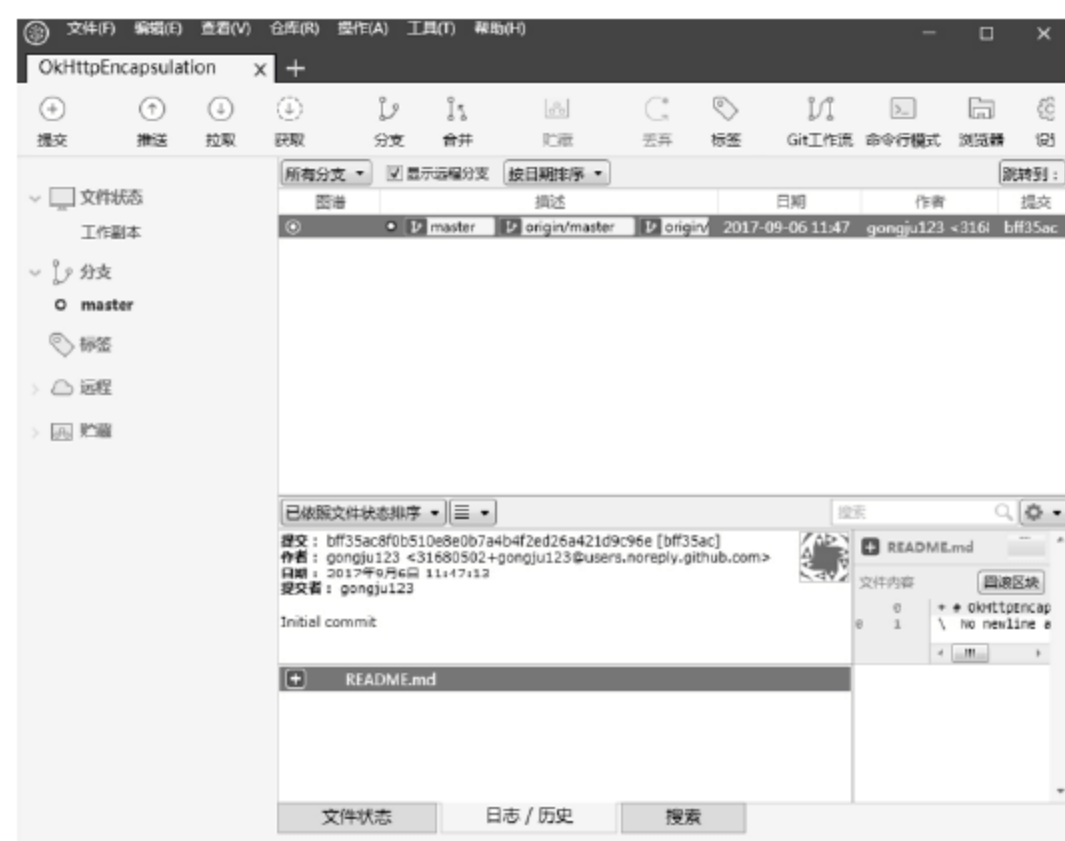 文件(F) 编辑(E) 查看(V) 仓库(R) 操作(A) 工具(T) 帮助(H)
OkHttpEncapsulation
提交 推送 拉取 获取 分支 合并 贮藏 丢弃 标签 Git工作流 命令行模式 浏览器
所有分支 显示远程分支 按日期排序 跳转到:
图谱 描述 日期 作者 提交
master origin/master origin/ 2017-09-06 11:47 gongju123 <316 bff35ac
文件状态
工作副本
分支
master
标签
远程
贮藏
已依照文件状态排序 搜索
提交: bff35ac8f0b510e8e0b7a4b4f2ed26a421d9c96e [bff35ac]
作者: gongju123 <31680502+gongju123@users.noreply.github.com>
日期: 2017年9月6日 11:47:13
提交者: gongju123
Initial commit
README.md
文件内容 回滚区块
0 + # OkHttpEncap
0 1 \ No newline a
README.md
文件状态 日志 / 历史 搜索